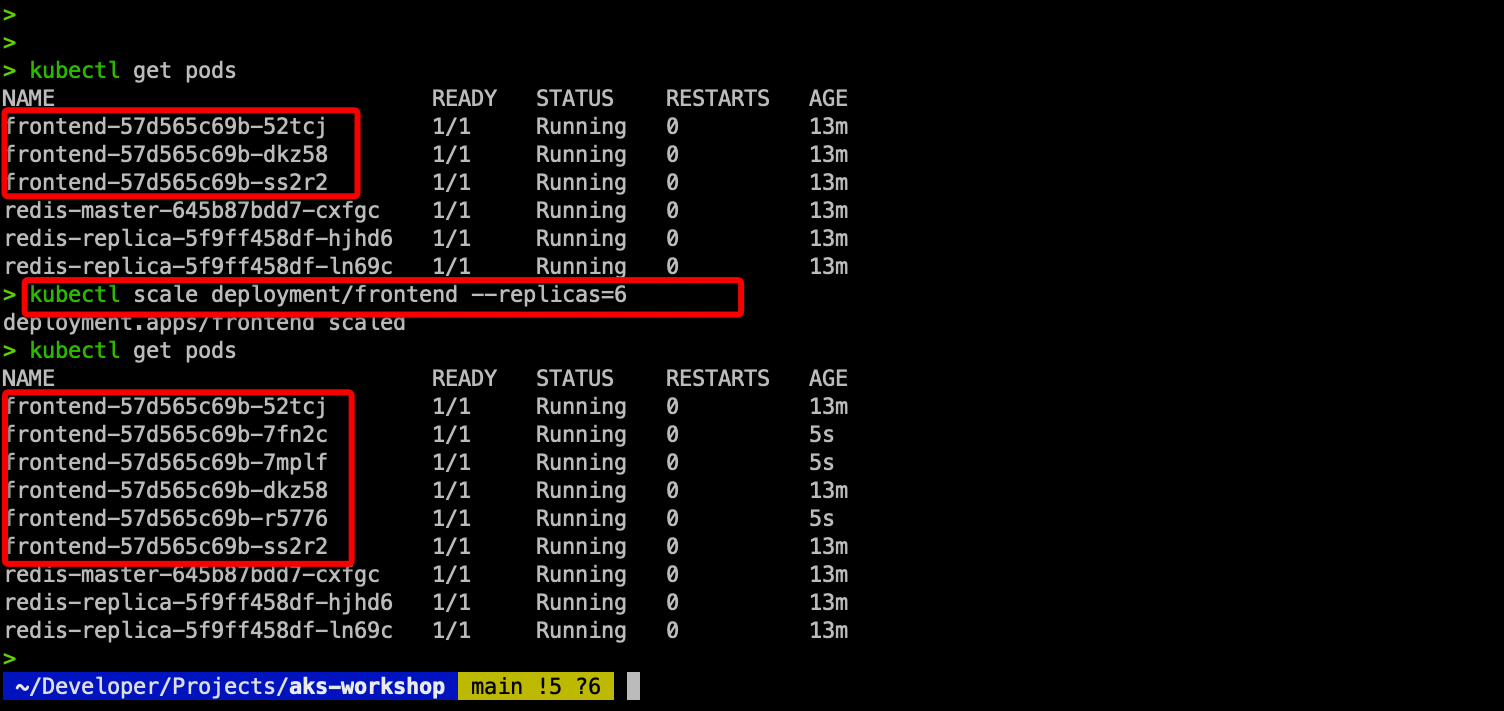 >
>
> kubectl get pods
NAME READY STATUS RESTARTS AGE
frontend-57d565c69b-52tcj 1/1 Running 0 13m
frontend-57d565c69b-dkz58 1/1 Running 0 13m
frontend-57d565c69b-ss2r2 1/1 Running 0 13m
redis-master-645b87bdd7-cxfgc 1/1 Running 0 13m
redis-replica-5f9ff458df-hjhd6 1/1 Running 0 13m
redis-replica-5f9ff458df-ln69c 1/1 Running 0 13m
> kubectl scale deployment/frontend --replicas=6
deployment.apps/frontend scaled
> kubectl get pods
NAME READY STATUS RESTARTS AGE
frontend-57d565c69b-52tcj 1/1 Running 0 13m
frontend-57d565c69b-7fn2c 1/1 Running 0 5s
frontend-57d565c69b-7mplf 1/1 Running 0 5s
frontend-57d565c69b-dkz58 1/1 Running 0 13m
frontend-57d565c69b-r5776 1/1 Running 0 5s
frontend-57d565c69b-ss2r2 1/1 Running 0 13m
redis-master-645b87bdd7-cxfgc 1/1 Running 0 13m
redis-replica-5f9ff458df-hjhd6 1/1 Running 0 13m
redis-replica-5f9ff458df-ln69c 1/1 Running 0 13m
>
~/Developer/Projects/aks-workshop main !5 ?6